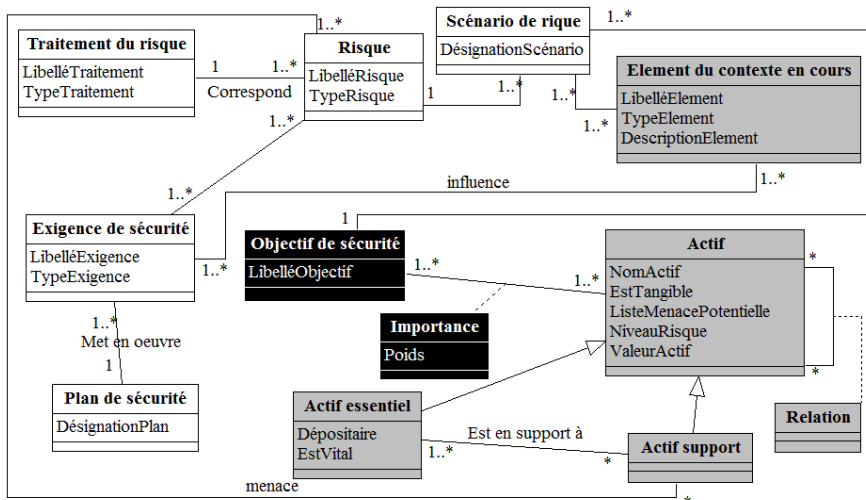 1..*
1..*
Scénario de rique
DésignationScénario
Traitement du risque
LibelléTraitement
TypeTraitement
1
1..*
Correspond
Risque
LibelléRisque
TypeRisque
1
1..*
1..*
1..*
Element du contexte en cours
LibelléElement
TypeElement
DescriptionElement
1..*
1..*
influence
1..*
Exigence de sécurité
LibelléExigence
TypeExigence
1..*
1
Objectif de sécurité
LibelléObjectif
1..*
1..*
Actif
NomActif
EstTangible
ListeMenacePotentielle
NiveauRisque
ValeurActif
*
*
Importance
Poids
1..*
Met en oeuvre
1
Plan de sécurité
DésignationPlan
Actif essentiel
Dépositaire
EstVital
Est en support à
1..*
*
Actif support
Relation
menace
*